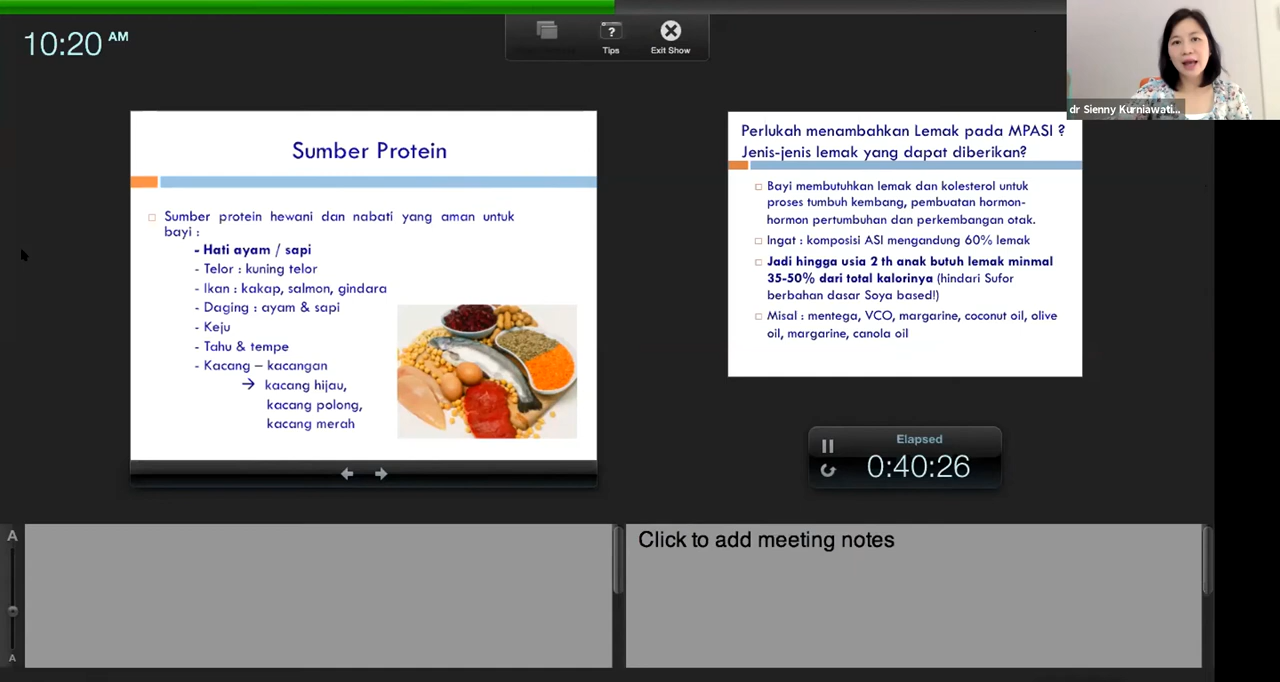 10:20 AM
Tips
Exit Show
dr Sienny Kurniawati...
Sumber Protein
Sumber protein hewani dan nabati yang aman untuk
bayi :
- Hati ayam / sapi
- Telor : kuning telor
- Ikan : kakap, salmon, gindara
- Daging : ayam & sapi
- Keju
- Tahu & tempe
- Kacang – kacangan
→ kacang hijau,
kacang polong,
kacang merah
Perlukah menambahkan Lemak pada MPASI ?
Jenis-jenis lemak yang dapat diberikan?
Bayi membutuhkan lemak dan kolesterol untuk
proses tumbuh kembang, pembuatan hormon-
hormon pertumbuhan dan perkembangan otak.
Ingat : komposisi ASI mengandung 60% lemak
Jadi hingga usia 2 th anak butuh lemak minmal
35-50% dari total kalorinya (hindari Sufor
berbahan dasar Soya based!)
Misal : mentega, VCO, margarine, coconut oil, olive
oil, margarine, canola oil
Elapsed
0:40:26
A
A
Click to add meeting notes